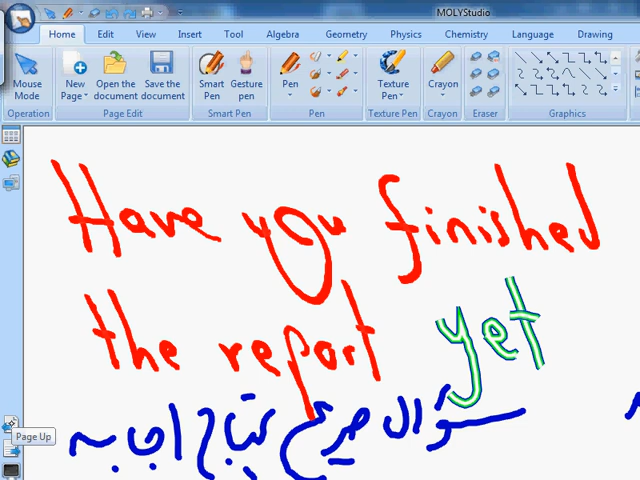 MOLYStudio
Home Edit View Insert Tool Algebra Geometry Physics Chemistry Language Drawing
Mouse Mode New Page Open the document Save the document Smart Pen Gesture pen Pen Texture Pen Crayon
Operation Page Edit Smart Pen Pen Texture Pen Crayon Eraser Graphics
Have you finished
the report yet
سؤال صريح يحتاج اجابه
Page Up